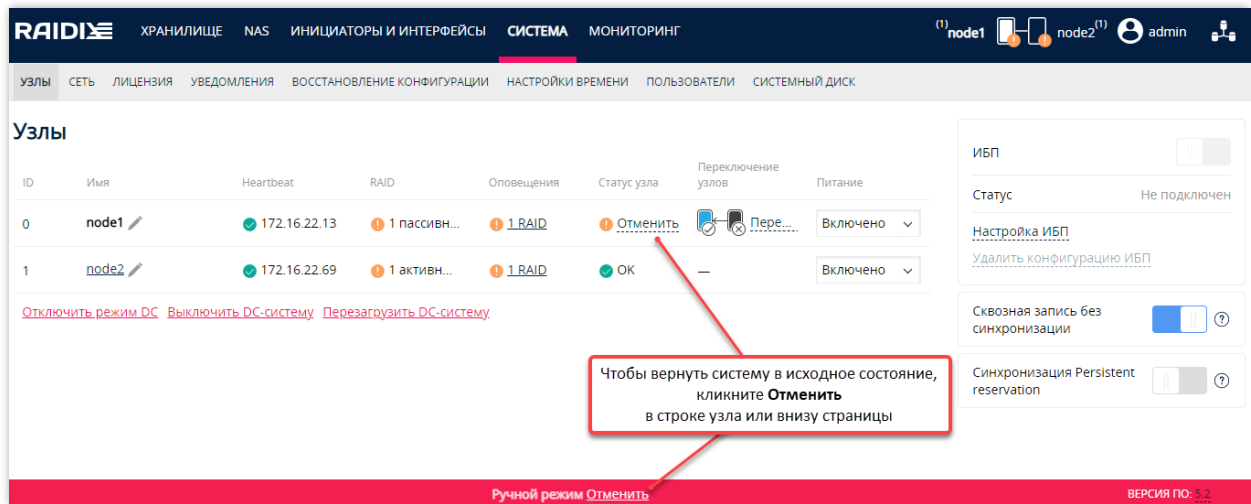 RAIDIX ХРАНИЛИЩЕ NAS ИНИЦИАТОРЫ И ИНТЕРФЕЙСЫ СИСТЕМА МОНИТОРИНГ (1) node1 node2 (1) admin
УЗЛЫ СЕТЬ ЛИЦЕНЗИЯ УВЕДОМЛЕНИЯ ВОССТАНОВЛЕНИЕ КОНФИГУРАЦИИ НАСТРОЙКИ ВРЕМЕНИ ПОЛЬЗОВАТЕЛИ СИСТЕМНЫЙ ДИСК
Узлы
ID Имя Heartbeat RAID Оповещения Статус узла Переключение
узлов Питание
0 node1 172.16.22.13 1 пассивн... 1 RAID Отменить Пере... Включено
1 node2 172.16.22.69 1 активн... 1 RAID OK — Включено
Отключить режим DC Выключить DC-систему Перезагрузить DC-систему
ИБП
Статус Не подключен
Настройка ИБП
Удалить конфигурацию ИБП
Сквозная запись без
синхронизации ?
Синхронизация Persistent
reservation ?
Чтобы вернуть систему в исходное состояние,
кликните Отменить
в строке узла или внизу страницы
Ручной режим Отменить ВЕРСИЯ ПО: 5.2